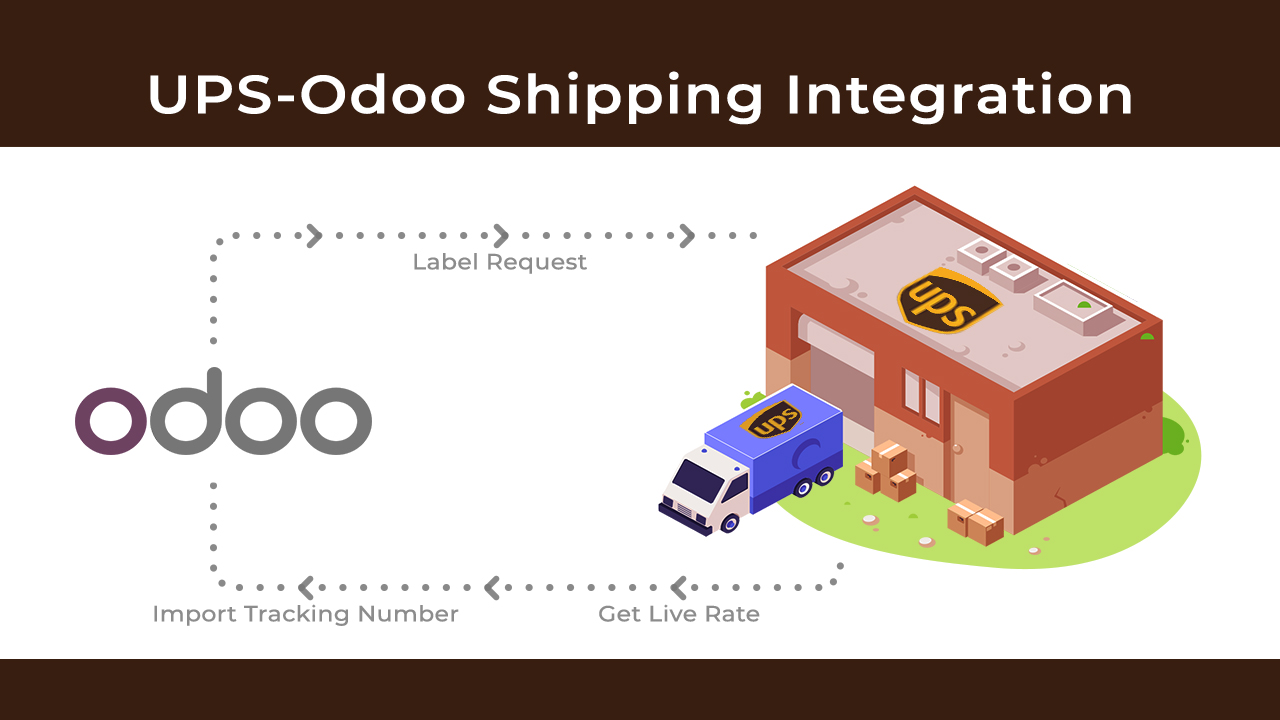 UPS-Odoo Shipping Integration
Label Request
ups
odoo
ups
Import Tracking Number
Get Live Rate